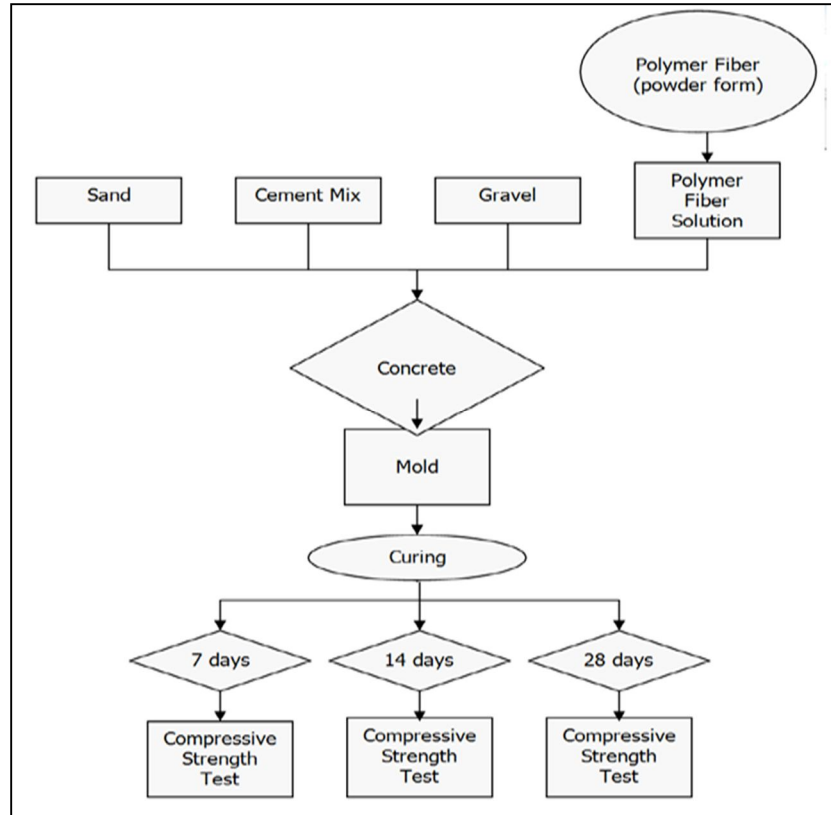 Polymer Fiber
(powder form)
Sand
Cement Mix
Gravel
Polymer
Fiber
Solution
Concrete
Mold
Curing
7 days
14 days
28 days
Compressive
Strength
Test
Compressive
Strength
Test
Compressive
Strength
Test